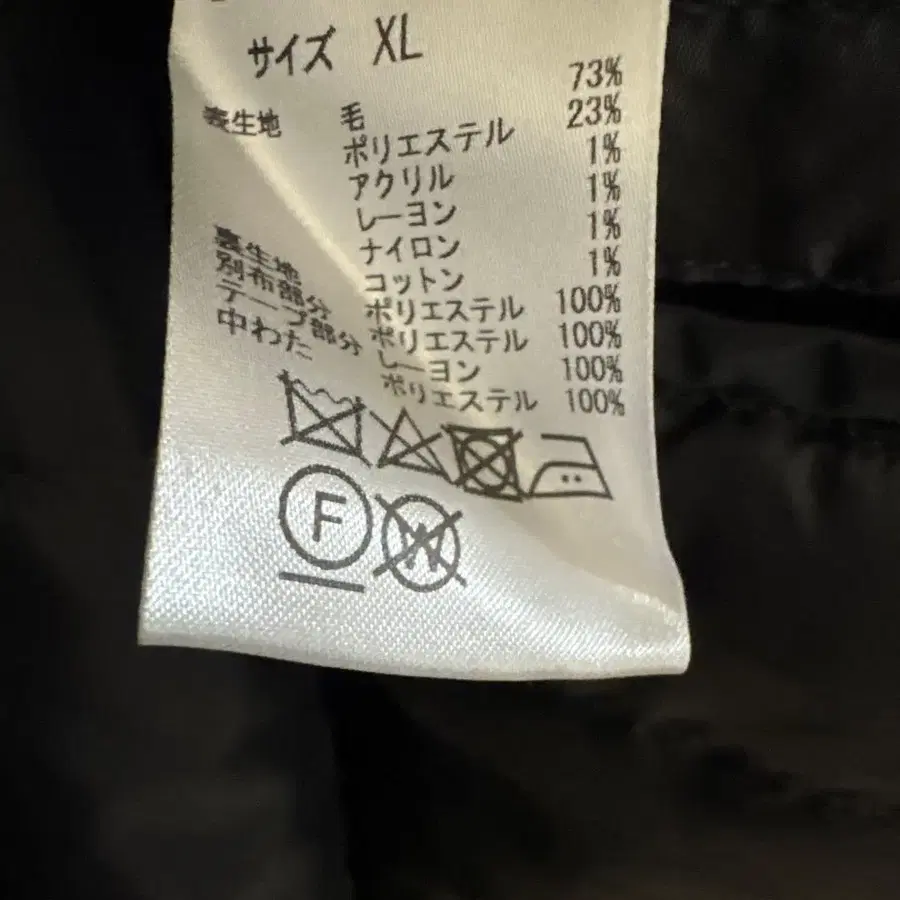 サイズ XL
表生地 毛 73%
ポリエステル 23%
アクリル 1%
レーヨン 1%
ナイロン 1%
コットン 1%
裏生地 ポリエステル 100%
別布部分 ポリエステル 100%
テープ部分 レーヨン 100%
中わた ポリエステル 100%
F W